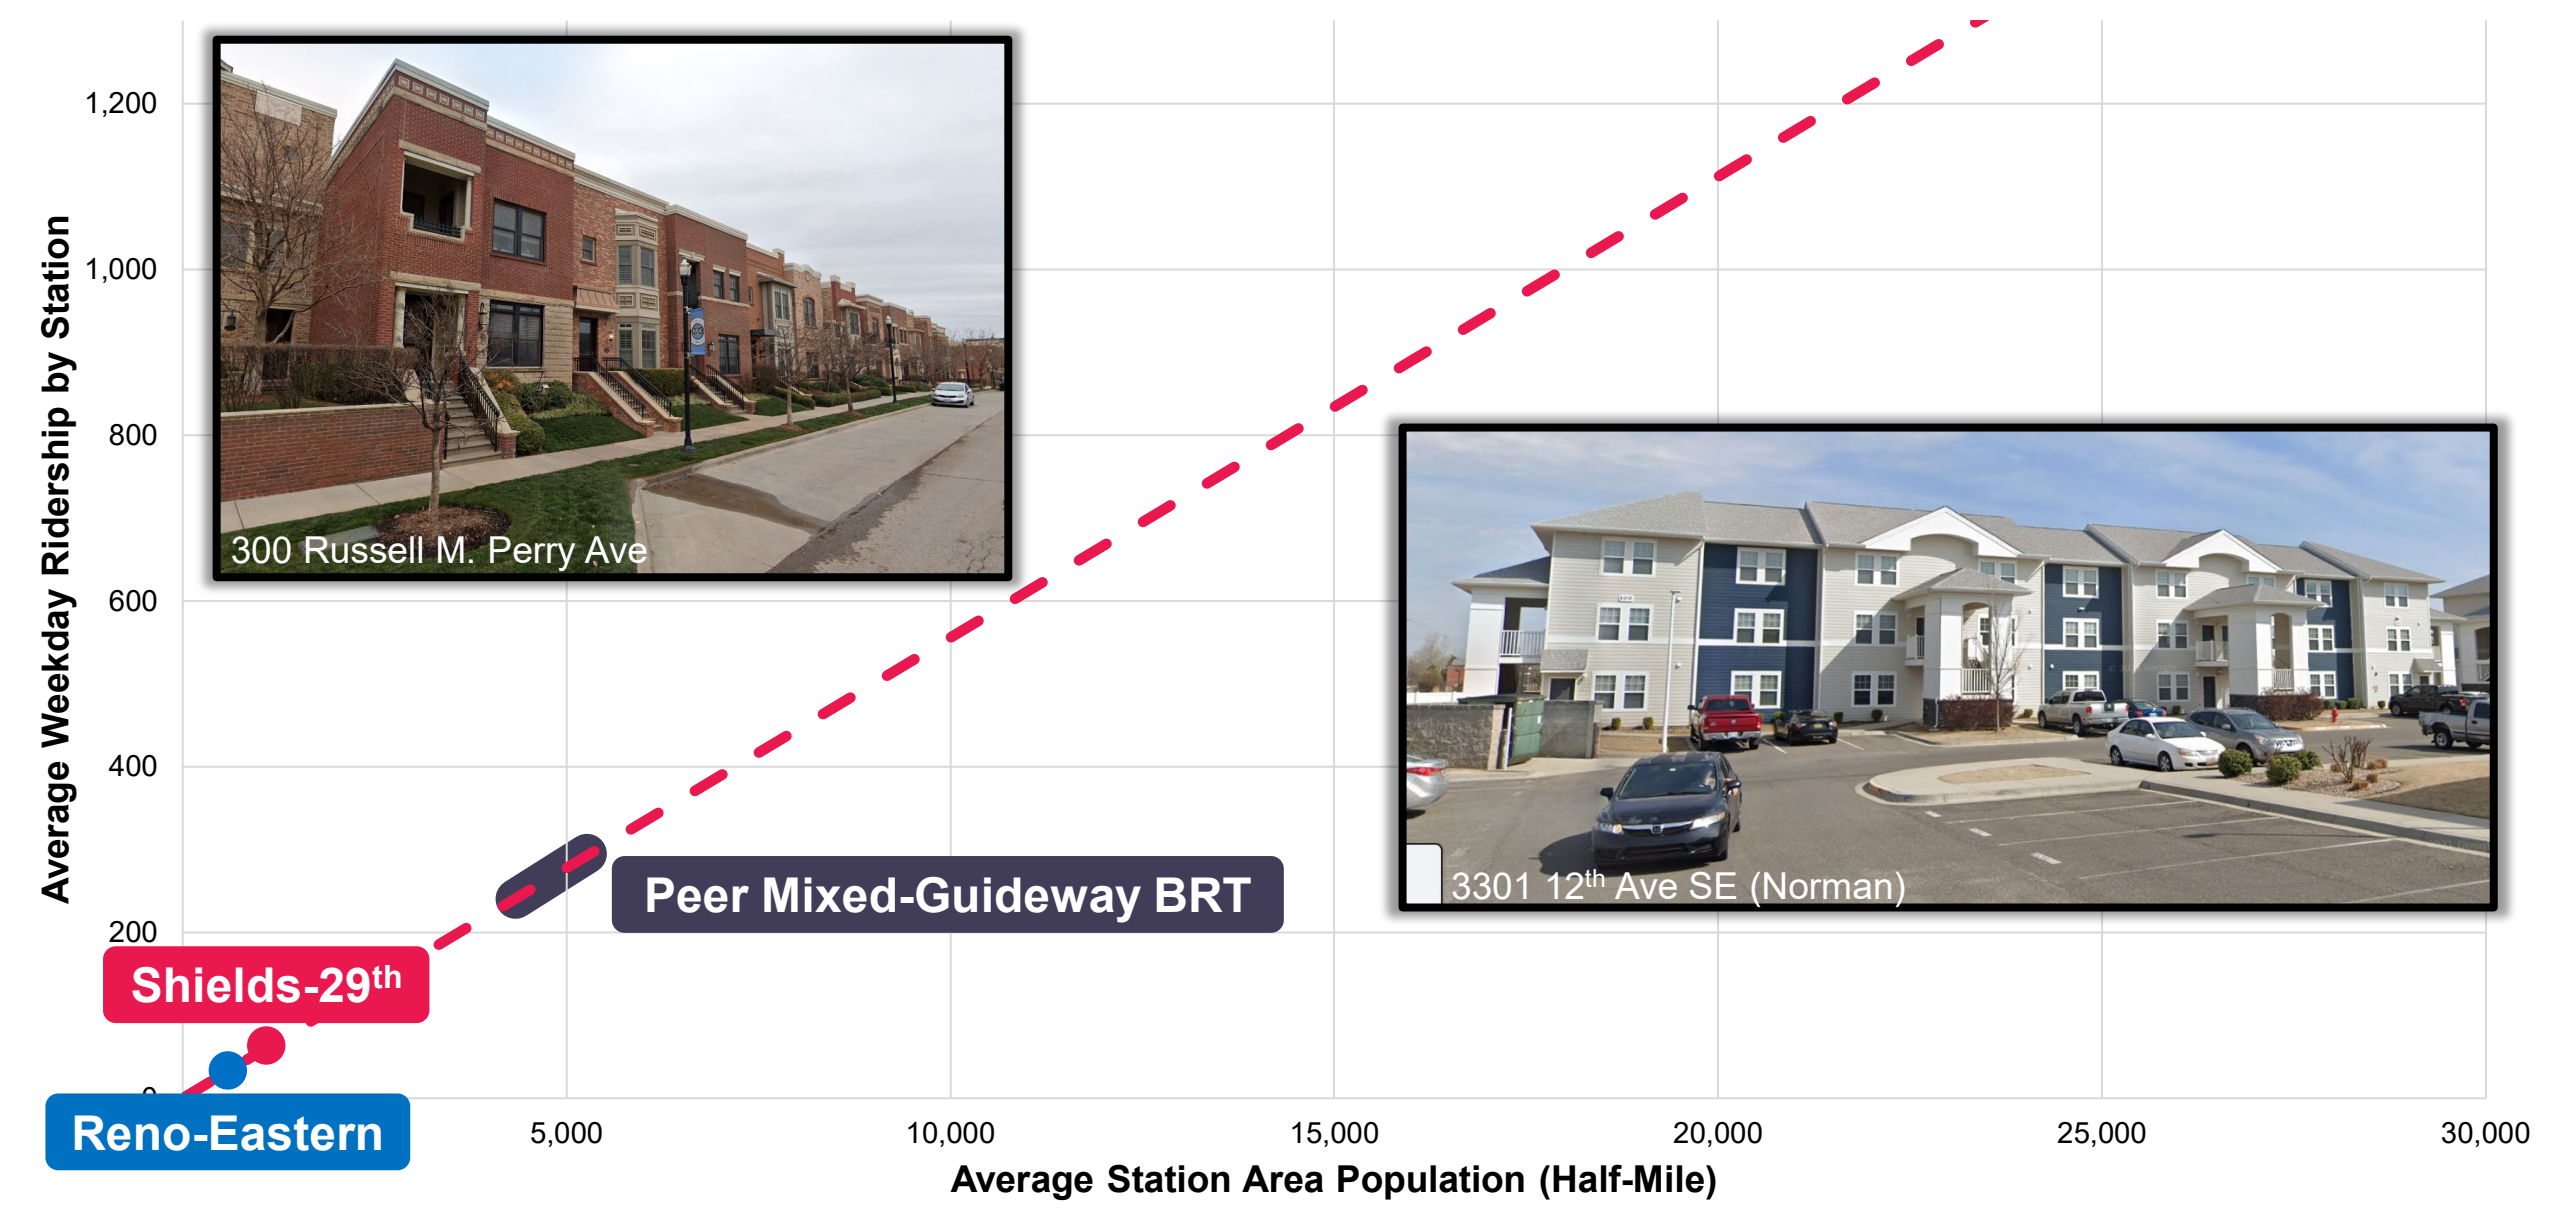 Average Weekday Ridership by Station
1,200
1,000
800
600
400
200
0
300 Russell M. Perry Ave
3301 12th Ave SE (Norman)
Peer Mixed-Guideway BRT
Shields-29th
Reno-Eastern
5,000
10,000
15,000
20,000
25,000
30,000
Average Station Area Population (Half-Mile)